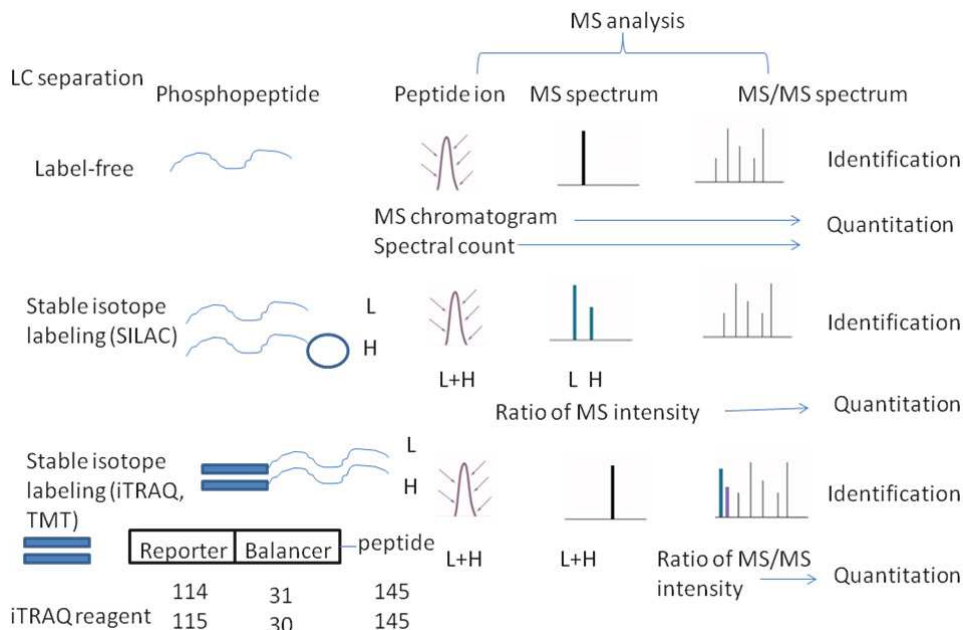 MS analysis
LC separation
Phosphopeptide
Peptide ion
MS spectrum
MS/MS spectrum
Label-free
Identification
MS chromatogram
Quantitation
Spectral count
Stable isotope
labeling (SILAC)
L
H
Identification
L+H
L H
Ratio of MS intensity
Quantitation
Stable isotope
labeling (iTRAQ,
TMT)
L
H
Identification
Reporter
Balancer
peptide
L+H
L+H
Ratio of MS/MS
intensity
Quantitation
iTRAQ reagent
114 31 145
115 30 145